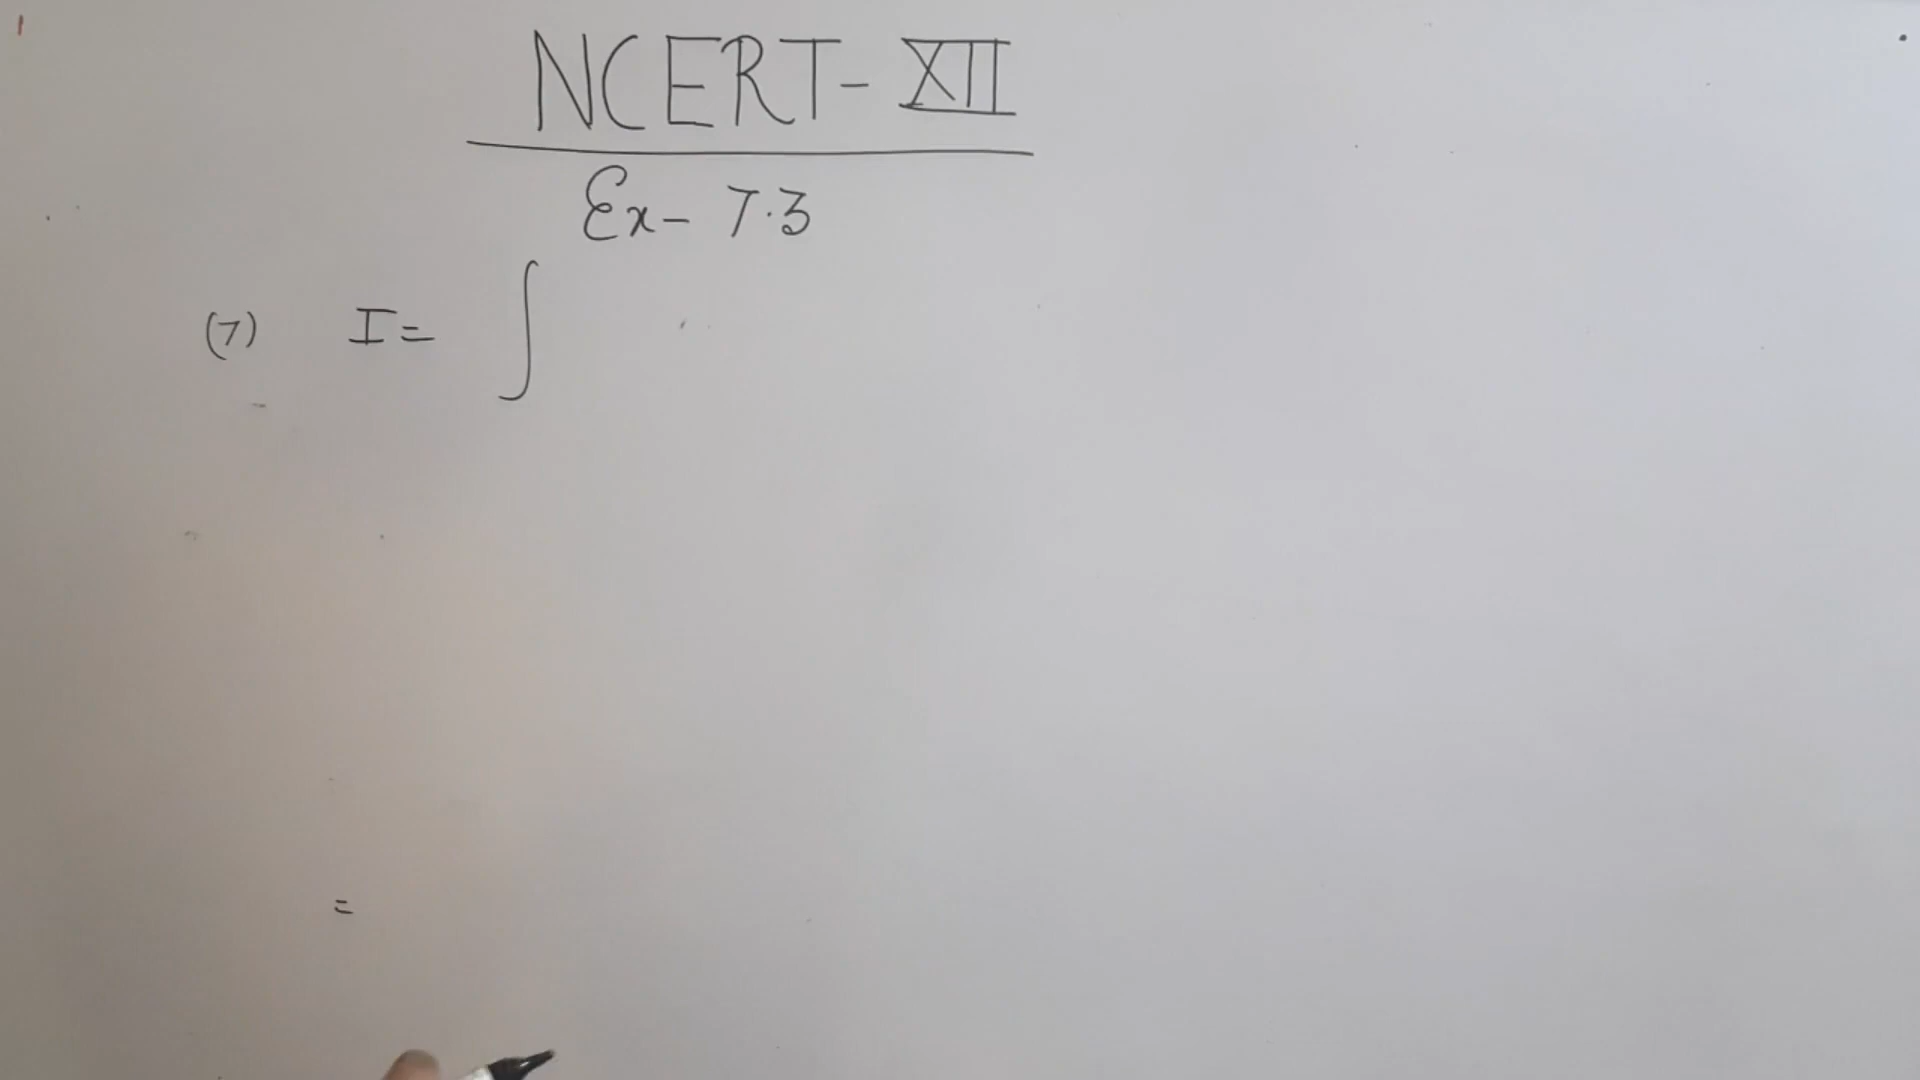 NCERT- XII
Ex- 7.3
(7) I= ∫
=